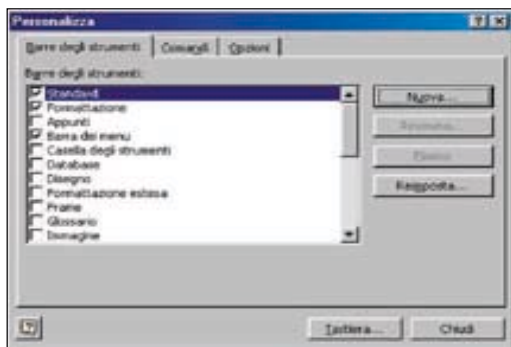 Personalizza
Barre degli strumenti Comandi Opzioni
Barre degli strumenti:
Standard
Formattazione
Appunti
Barra dei menu
Casella degli strumenti
Database
Disegno
Formattazione estesa
Frame
Glossario
Immagine
Nuova...
Rinomina...
Elimina
Reimposta...
Tastiera... Chiudi